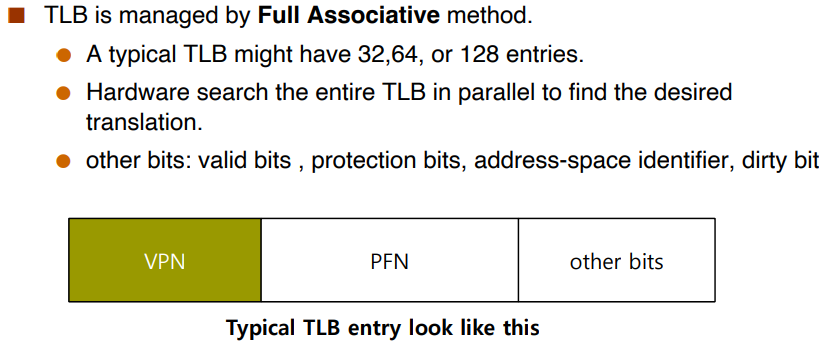 TLB is managed by Full Associative method.
A typical TLB might have 32,64, or 128 entries.
Hardware search the entire TLB in parallel to find the desired
translation.
other bits: valid bits , protection bits, address-space identifier, dirty bit
VPN
PFN
other bits
Typical TLB entry look like this